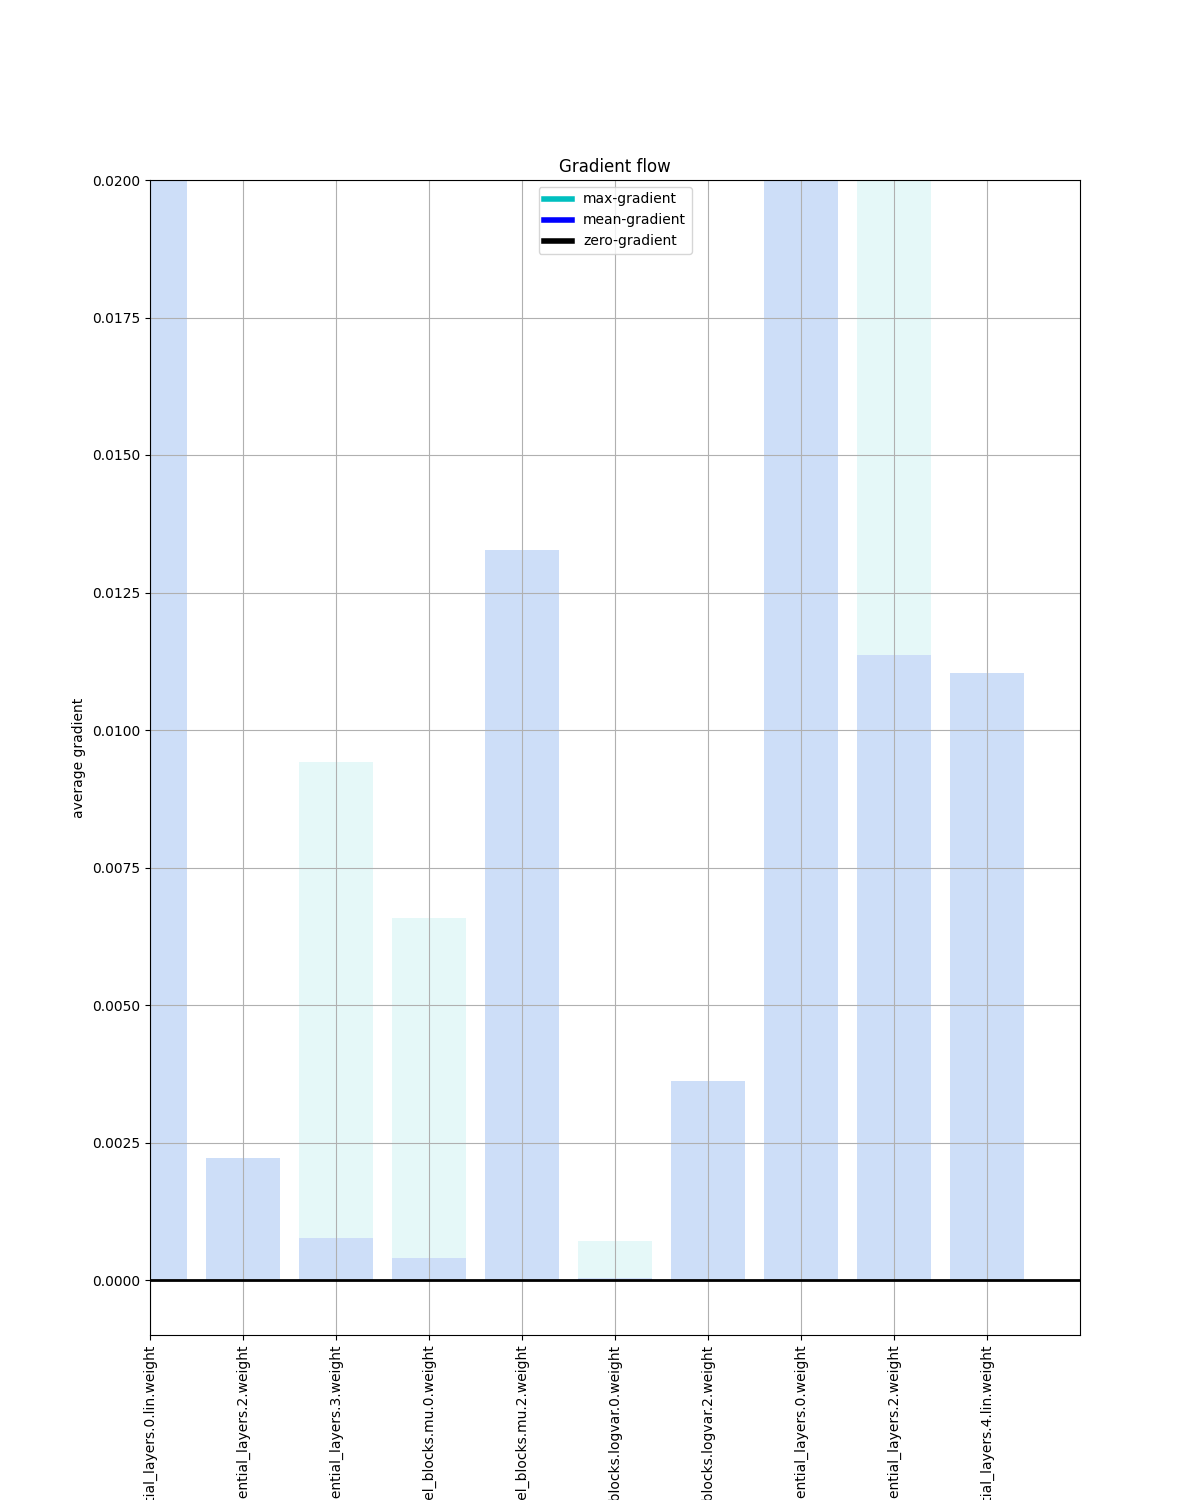 Gradient flow
max-gradient
mean-gradient
zero-gradient
0.0200
0.0175
0.0150
0.0125
0.0100
0.0075
0.0050
0.0025
0.0000
average gradient
tial_layers.0.lin.weight
ential_layers.2.weight
ential_layers.3.weight
el_blocks.mu.0.weight
el_blocks.mu.2.weight
blocks.logvar.0.weight
blocks.logvar.2.weight
ential_layers.0.weight
ential_layers.2.weight
tial_layers.4.lin.weight